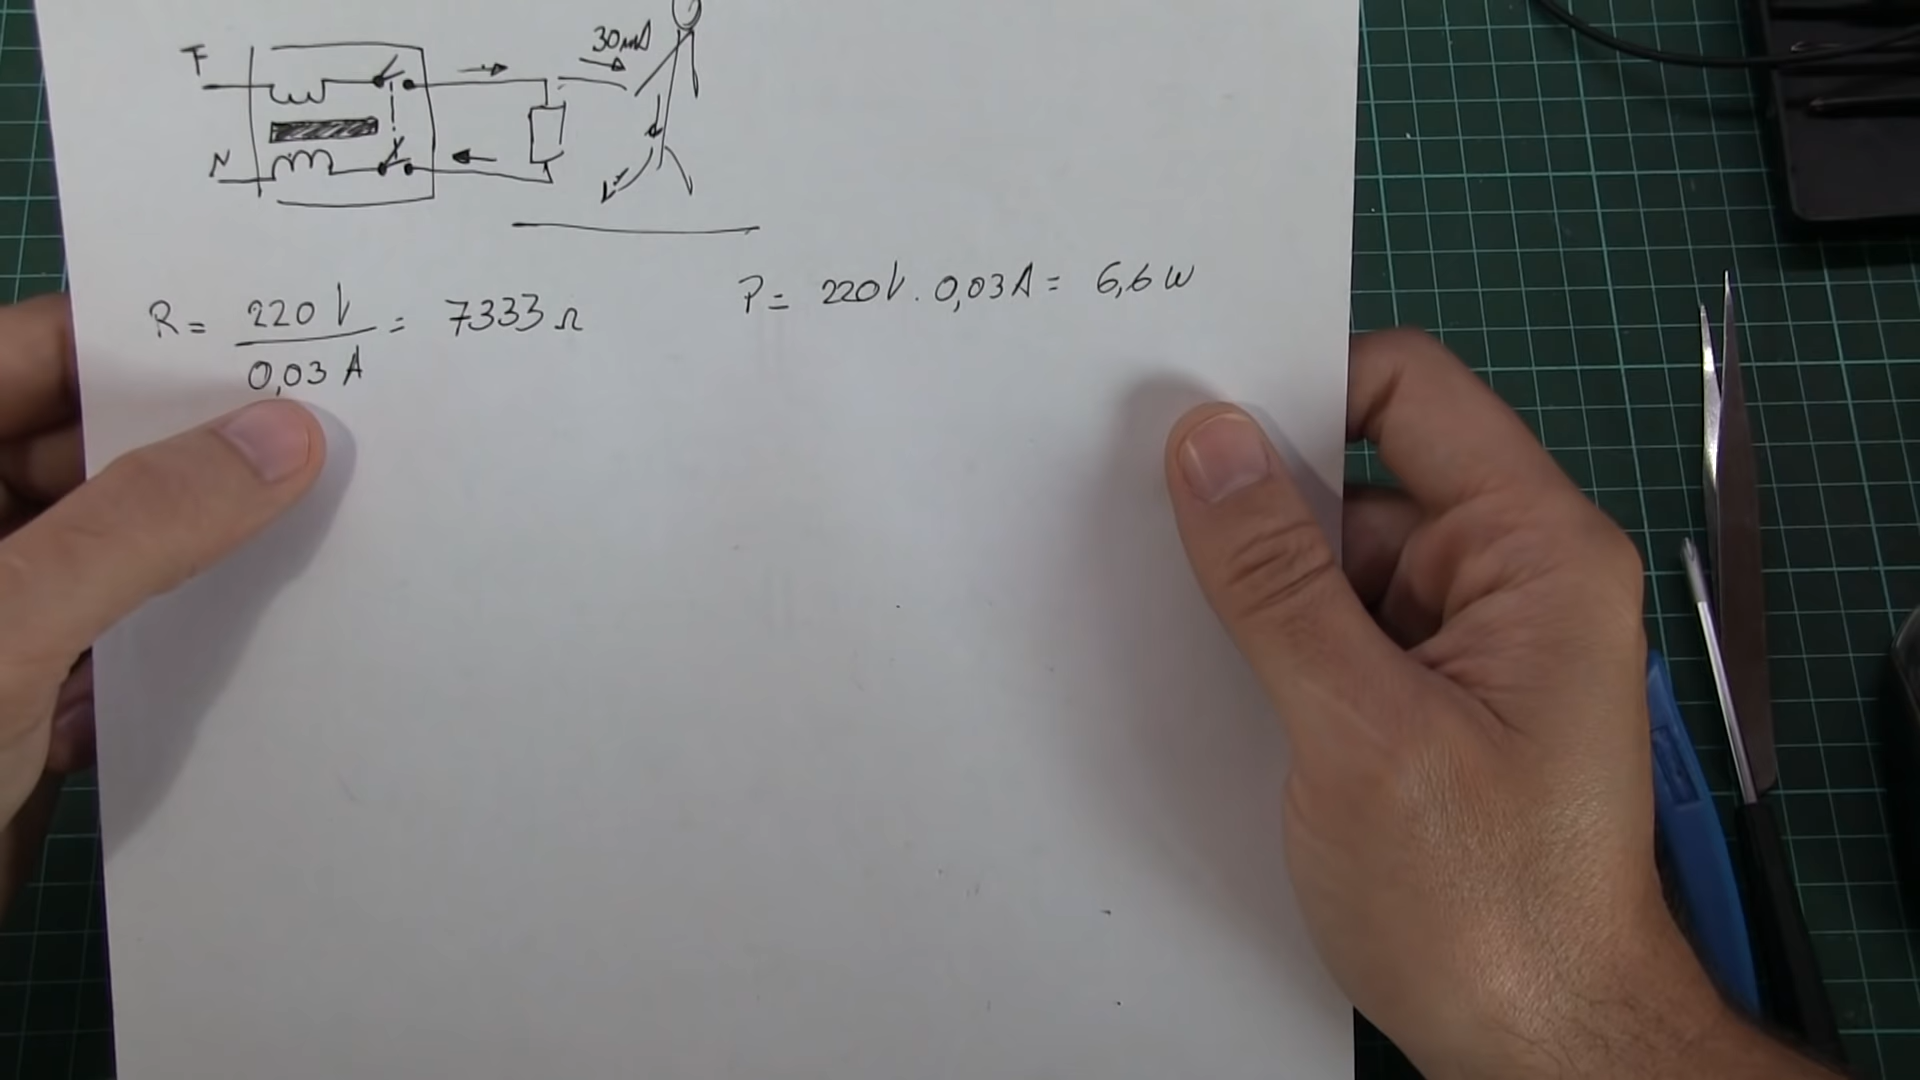 30mA
F
N
R = 220 V / 0,03 A = 7333 Ω
P = 220V . 0,03A = 6,6 W